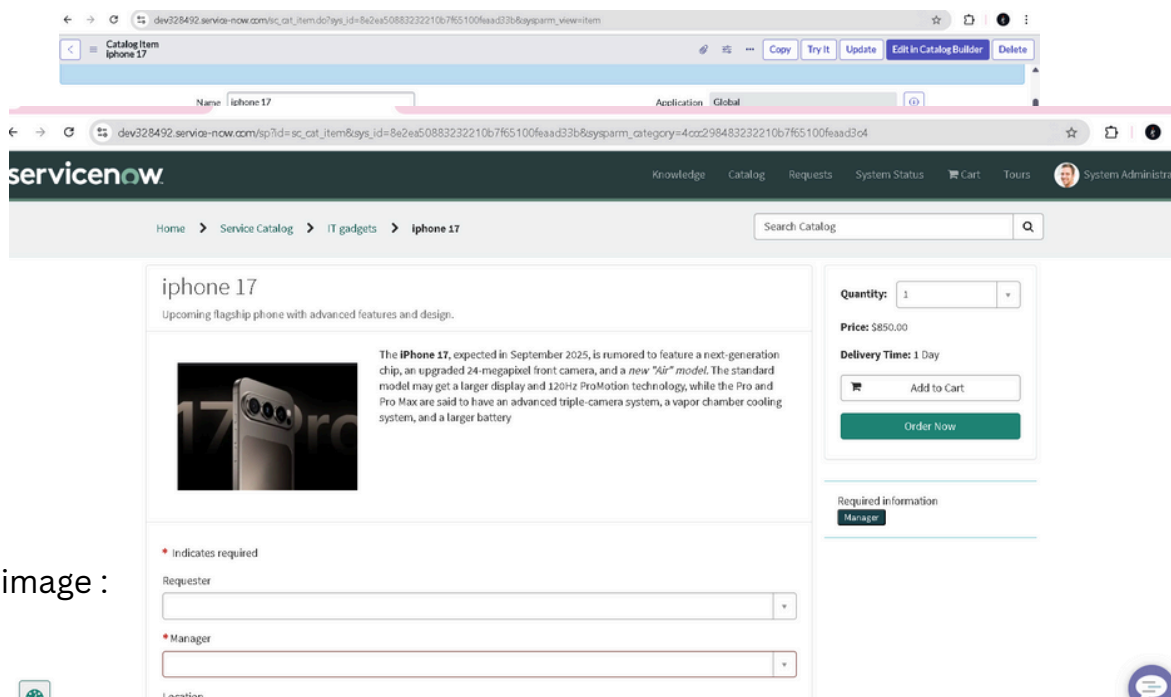 dev328492.service-now.com/sc_cat_item.do?sys_id=8e2ea50883232210b7f65100feaad33b&sysparm_view=item
Catalog Item
iphone 17
Copy Try It Update Edit in Catalog Builder Delete
Name iphone 17 Application Global
dev328492.service-now.com/sp?id=sc_cat_item&sys_id=8e2ea50883232210b7f65100feaad33b&sysparm_category=4ccc298483232210b7f65100feaad3c4
servicenow
Knowledge Catalog Requests System Status Cart Tours System Administra
Home > Service Catalog > IT gadgets > iphone 17
Search Catalog
iphone 17
Upcoming flagship phone with advanced features and design.
The iPhone 17, expected in September 2025, is rumored to feature a next-generation
chip, an upgraded 24-megapixel front camera, and a new "Air" model. The standard
model may get a larger display and 120Hz ProMotion technology, while the Pro and
Pro Max are said to have an advanced triple-camera system, a vapor chamber cooling
system, and a larger battery
17 Pro
Quantity: 1
Price: $850.00
Delivery Time: 1 Day
Add to Cart
Order Now
Required information
Manager
* Indicates required
image :
Requester
* Manager
Location